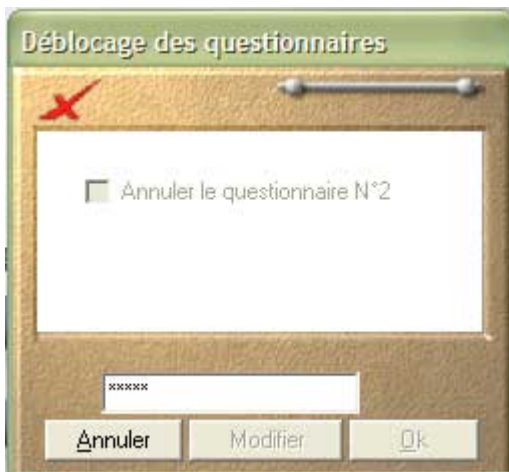 Déblocage des questionnaires
Annuler le questionnaire N°2
*****
Annuler Modifier Ok